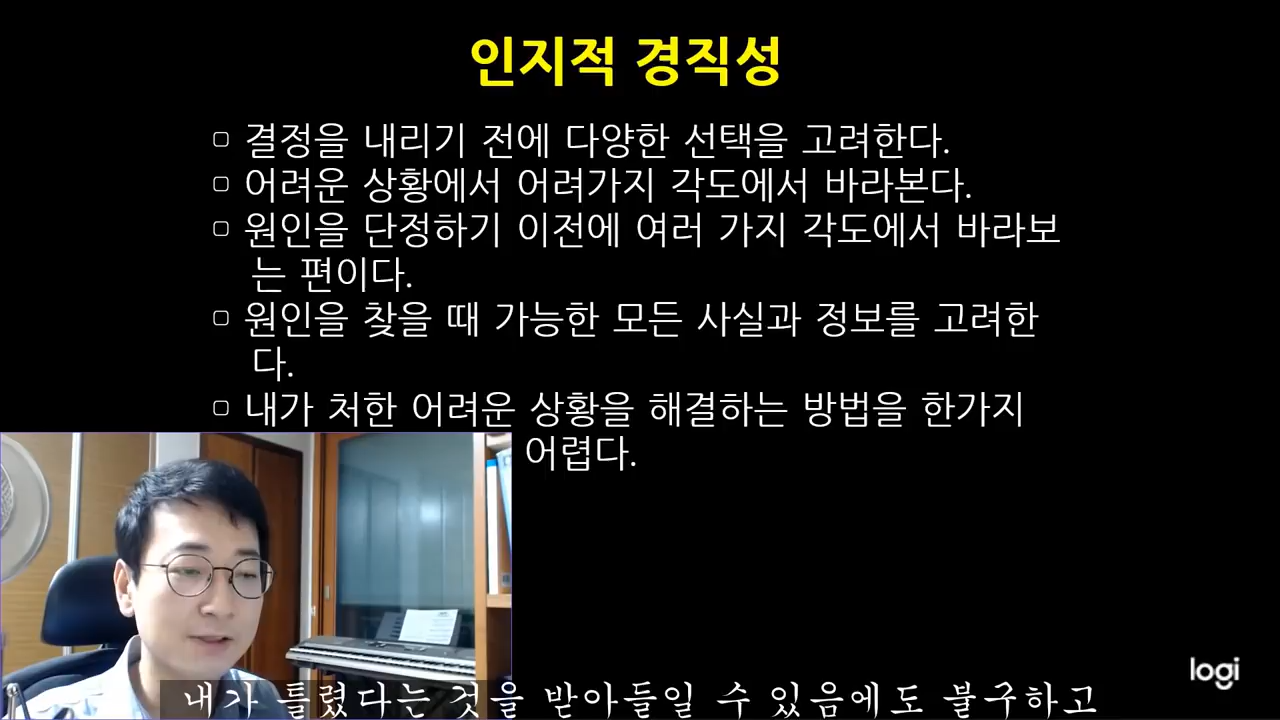 인지적 경직성
▢ 결정을 내리기 전에 다양한 선택을 고려한다.
▢ 어려운 상황에서 어려가지 각도에서 바라본다.
▢ 원인을 단정하기 이전에 여러 가지 각도에서 바라보
는 편이다.
▢ 원인을 찾을 때 가능한 모든 사실과 정보를 고려한
다.
▢ 내가 처한 어려운 상황을 해결하는 방법을 한가지
어렵다.
logi
내가 틀렸다는 것을 받아들일 수 있음에도 불구하고